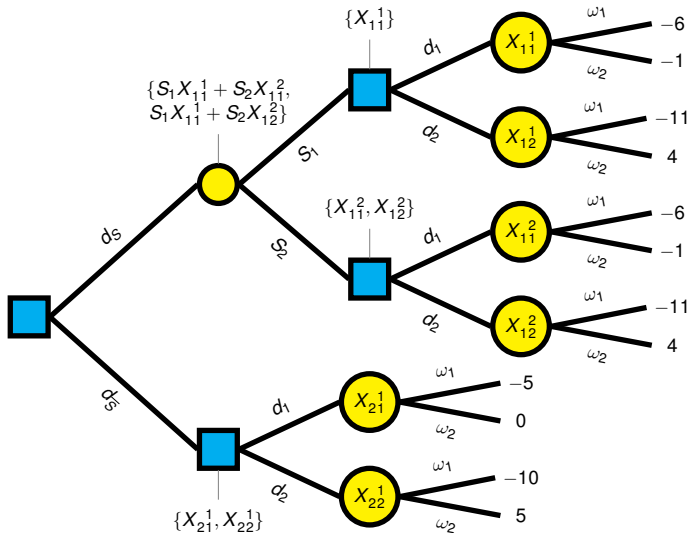 {X₁₁¹}
d₁
X₁₁¹
ω₁
−6
ω₂
−1
{S₁X₁₁¹ + S₂X₁₁²,
S₁X₁₁¹ + S₂X₁₂²}
S₁
d₂
X₁₂¹
ω₁
−11
ω₂
4
d_S
S₂
{X₁₁², X₁₂²}
d₁
X₁₁²
ω₁
−6
ω₂
−1
d₂
X₁₂²
ω₁
−11
ω₂
4
d_S̅
d₁
X₂₁¹
ω₁
−5
ω₂
0
{X₂₁¹, X₂₂¹}
d₂
X₂₂¹
ω₁
−10
ω₂
5